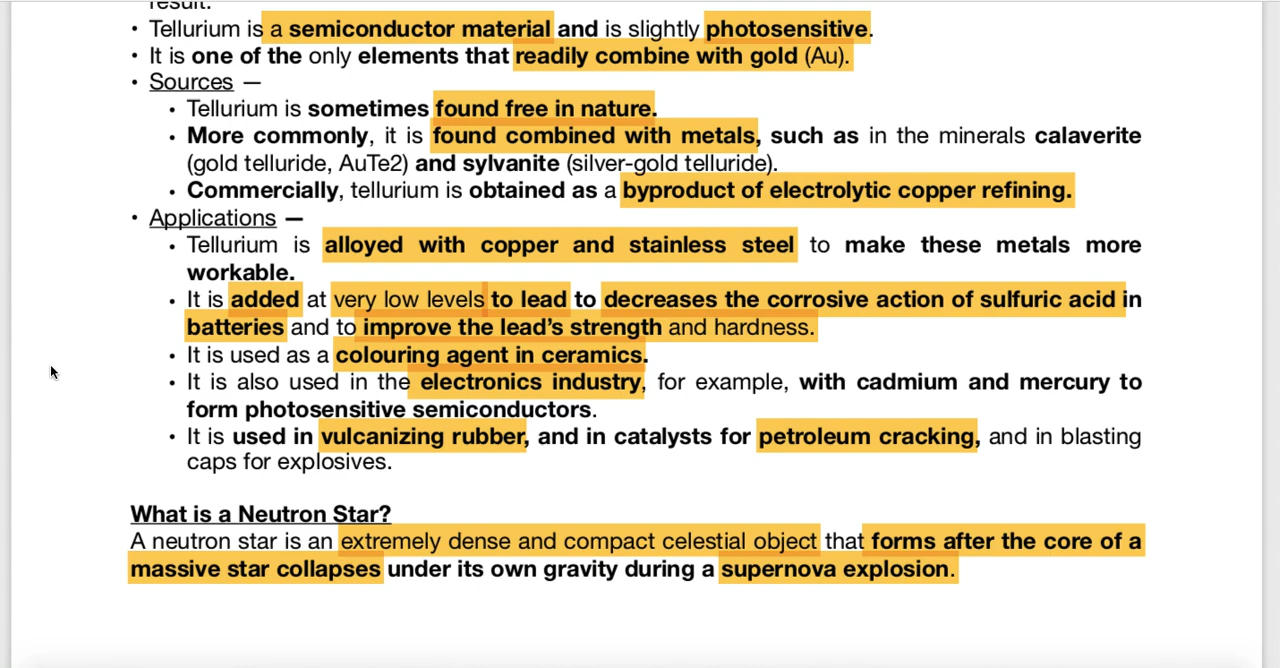 result.
• Tellurium is a semiconductor material and is slightly photosensitive.
• It is one of the only elements that readily combine with gold (Au).
• Sources —
• Tellurium is sometimes found free in nature.
• More commonly, it is found combined with metals, such as in the minerals calaverite
(gold telluride, AuTe2) and sylvanite (silver-gold telluride).
• Commercially, tellurium is obtained as a byproduct of electrolytic copper refining.
• Applications —
• Tellurium is alloyed with copper and stainless steel to make these metals more
workable.
• It is added at very low levels to lead to decreases the corrosive action of sulfuric acid in
batteries and to improve the lead’s strength and hardness.
• It is used as a colouring agent in ceramics.
• It is also used in the electronics industry, for example, with cadmium and mercury to
form photosensitive semiconductors.
• It is used in vulcanizing rubber, and in catalysts for petroleum cracking, and in blasting
caps for explosives.
What is a Neutron Star?
A neutron star is an extremely dense and compact celestial object that forms after the core of a
massive star collapses under its own gravity during a supernova explosion.